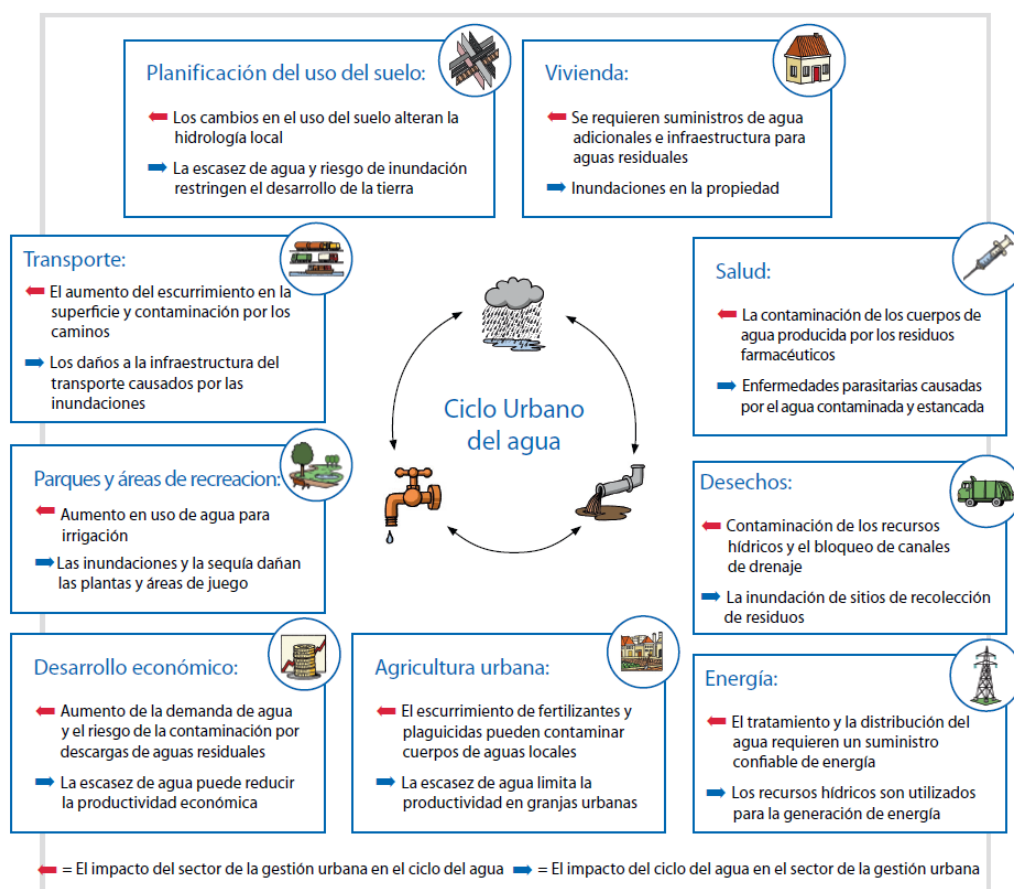 Planificación del uso del suelo:
Los cambios en el uso del suelo alteran la
hidrología local
La escasez de agua y riesgo de inundación
restringen el desarrollo de la tierra
Vivienda:
Se requieren suministros de agua
adicionales e infraestructura para
aguas residuales
Inundaciones en la propiedad
Transporte:
El aumento del escurrimiento en la
superficie y contaminación por los
caminos
Los daños a la infraestructura del
transporte causados por las
inundaciones
Salud:
La contaminación de los cuerpos de
agua producida por los residuos
farmacéuticos
Enfermedades parasitarias causadas
por el agua contaminada y estancada
Ciclo Urbano
del agua
Parques y áreas de recreacion:
Aumento en uso de agua para
irrigación
Las inundaciones y la sequía dañan
las plantas y áreas de juego
Desechos:
Contaminación de los recursos
hídricos y el bloqueo de canales
de drenaje
La inundación de sitios de recolección
de residuos
Desarrollo económico:
Aumento de la demanda de agua
y el riesgo de la contaminación por
descargas de aguas residuales
La escasez de agua puede reducir
la productividad económica
Agricultura urbana:
El escurrimiento de fertilizantes y
plaguicidas pueden contaminar
cuerpos de aguas locales
La escasez de agua limita la
productividad en granjas urbanas
Energía:
El tratamiento y la distribución del
agua requieren un suministro
confiable de energía
Los recursos hídricos son utilizados
para la generación de energía
= El impacto del sector de la gestión urbana en el ciclo del agua = El impacto del ciclo del agua en el sector de la gestión urbana